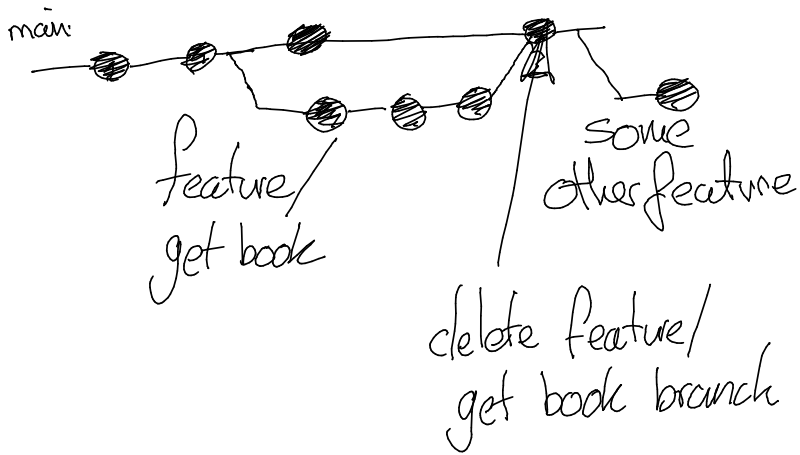 main
feature/
get book
some
other feature
delete feature/
get book branch